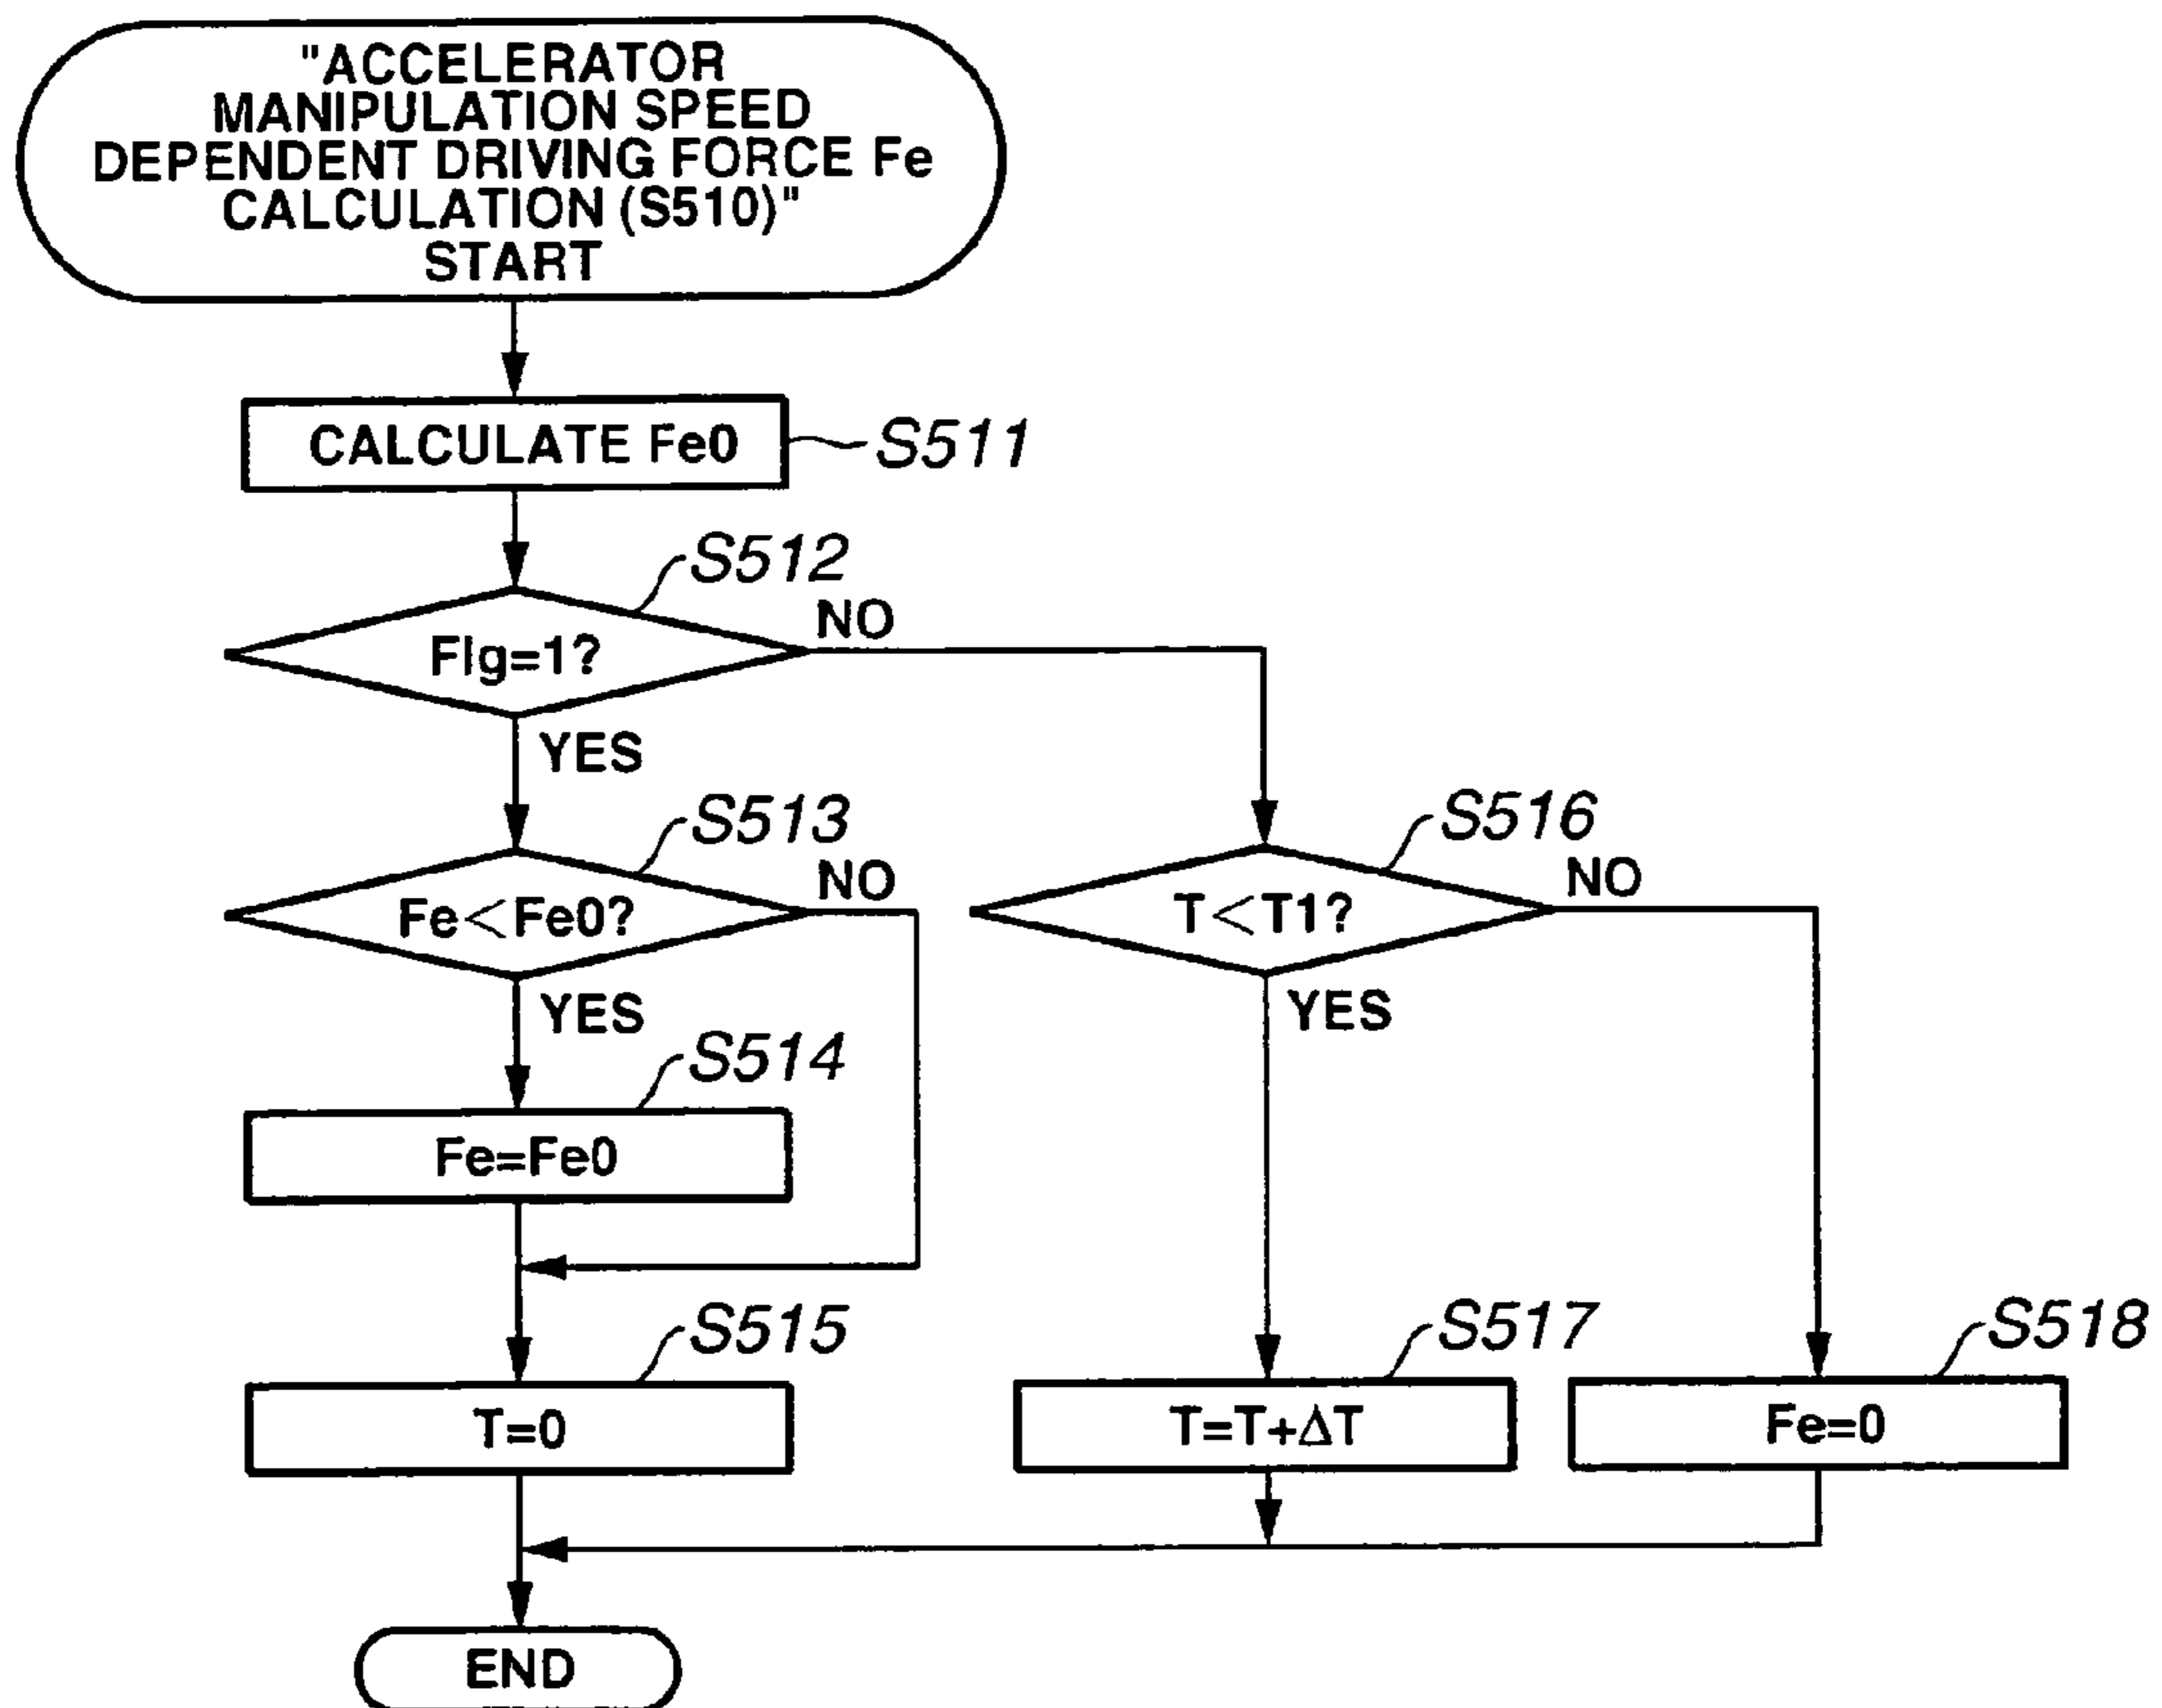 "ACCELERATOR
MANIPULATION SPEED
DEPENDENT DRIVING FORCE Fe
CALCULATION (S510)"
START
CALCULATE Fe0
S511
S512
Flg=1?
NO
YES
S513
Fe<Fe0?
NO
YES
S516
T<T1?
NO
YES
S514
Fe=Fe0
S515
T=0
S517
T=T+ΔT
S518
Fe=0
END